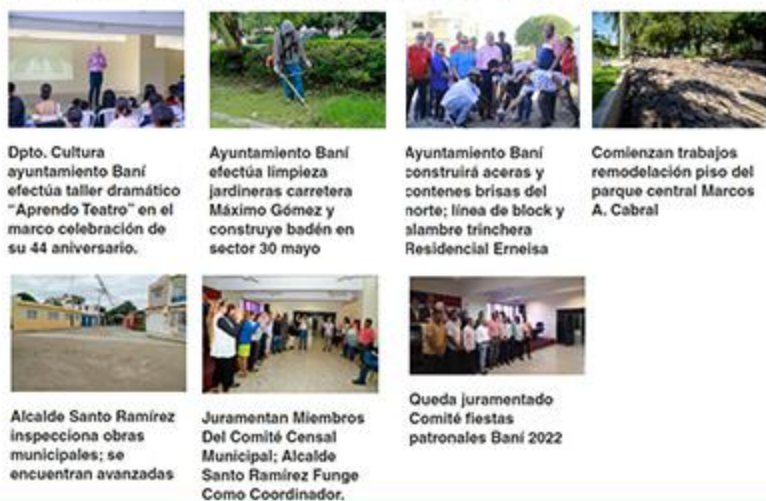 Dpto. Cultura
ayuntamiento Baní
efectúa taller dramático
"Aprendo Teatro" en el
marco celebración de
su 44 aniversario.
Ayuntamiento Baní
efectúa limpieza
jardineras carretera
Máximo Gómez y
construye badén en
sector 30 mayo
Ayuntamiento Baní
construirá aceras y
contenes brisas del
norte; línea de block y
alambre trinchera
Residencial Erneisa
Comienzan trabajos
remodelación piso del
parque central Marcos
A. Cabral
Alcalde Santo Ramírez
inspecciona obras
municipales; se
encuentran avanzadas
Juramentan Miembros
Del Comité Censal
Municipal; Alcalde
Santo Ramírez Funge
Como Coordinador.
Queda juramentado
Comité fiestas
patronales Baní 2022